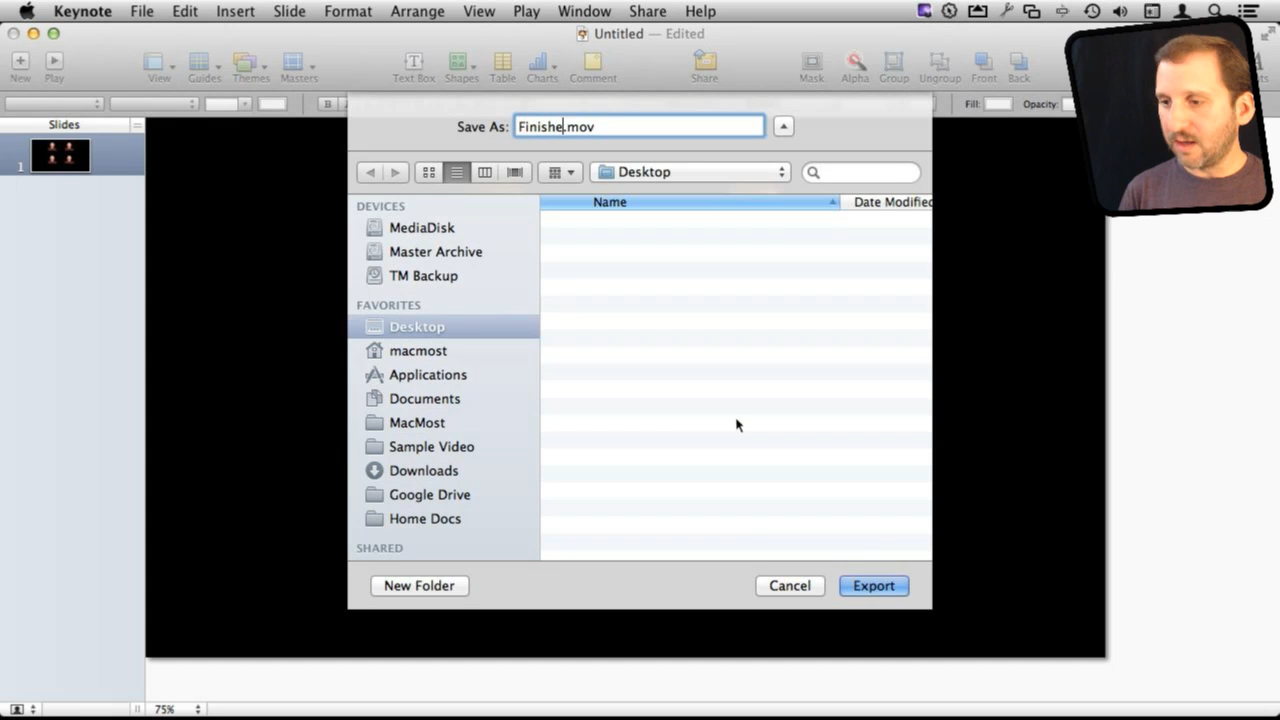 Keynote File Edit Insert Slide Format Arrange View Play Window Share Help
Untitled — Edited
New Play View Guides Themes Masters Text Box Shapes Table Charts Comment Share Mask Alpha Group Ungroup Front Back
B Fill: Opacity:
Slides
1
Save As: Finishe.mov
Desktop
Name Date Modified
DEVICES
MediaDisk
Master Archive
TM Backup
FAVORITES
Desktop
macmost
Applications
Documents
MacMost
Sample Video
Downloads
Google Drive
Home Docs
SHARED
New Folder Cancel Export
75%